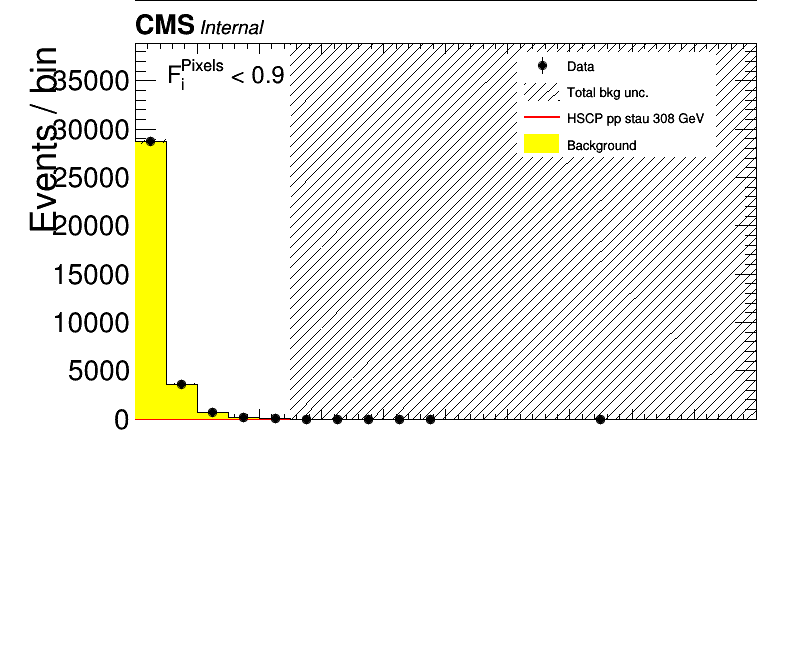 CMS Internal
F_i^Pixels < 0.9
Data
Total bkg unc.
HSCP pp stau 308 GeV
Background
Events / bin
35000
30000
25000
20000
15000
10000
5000
0